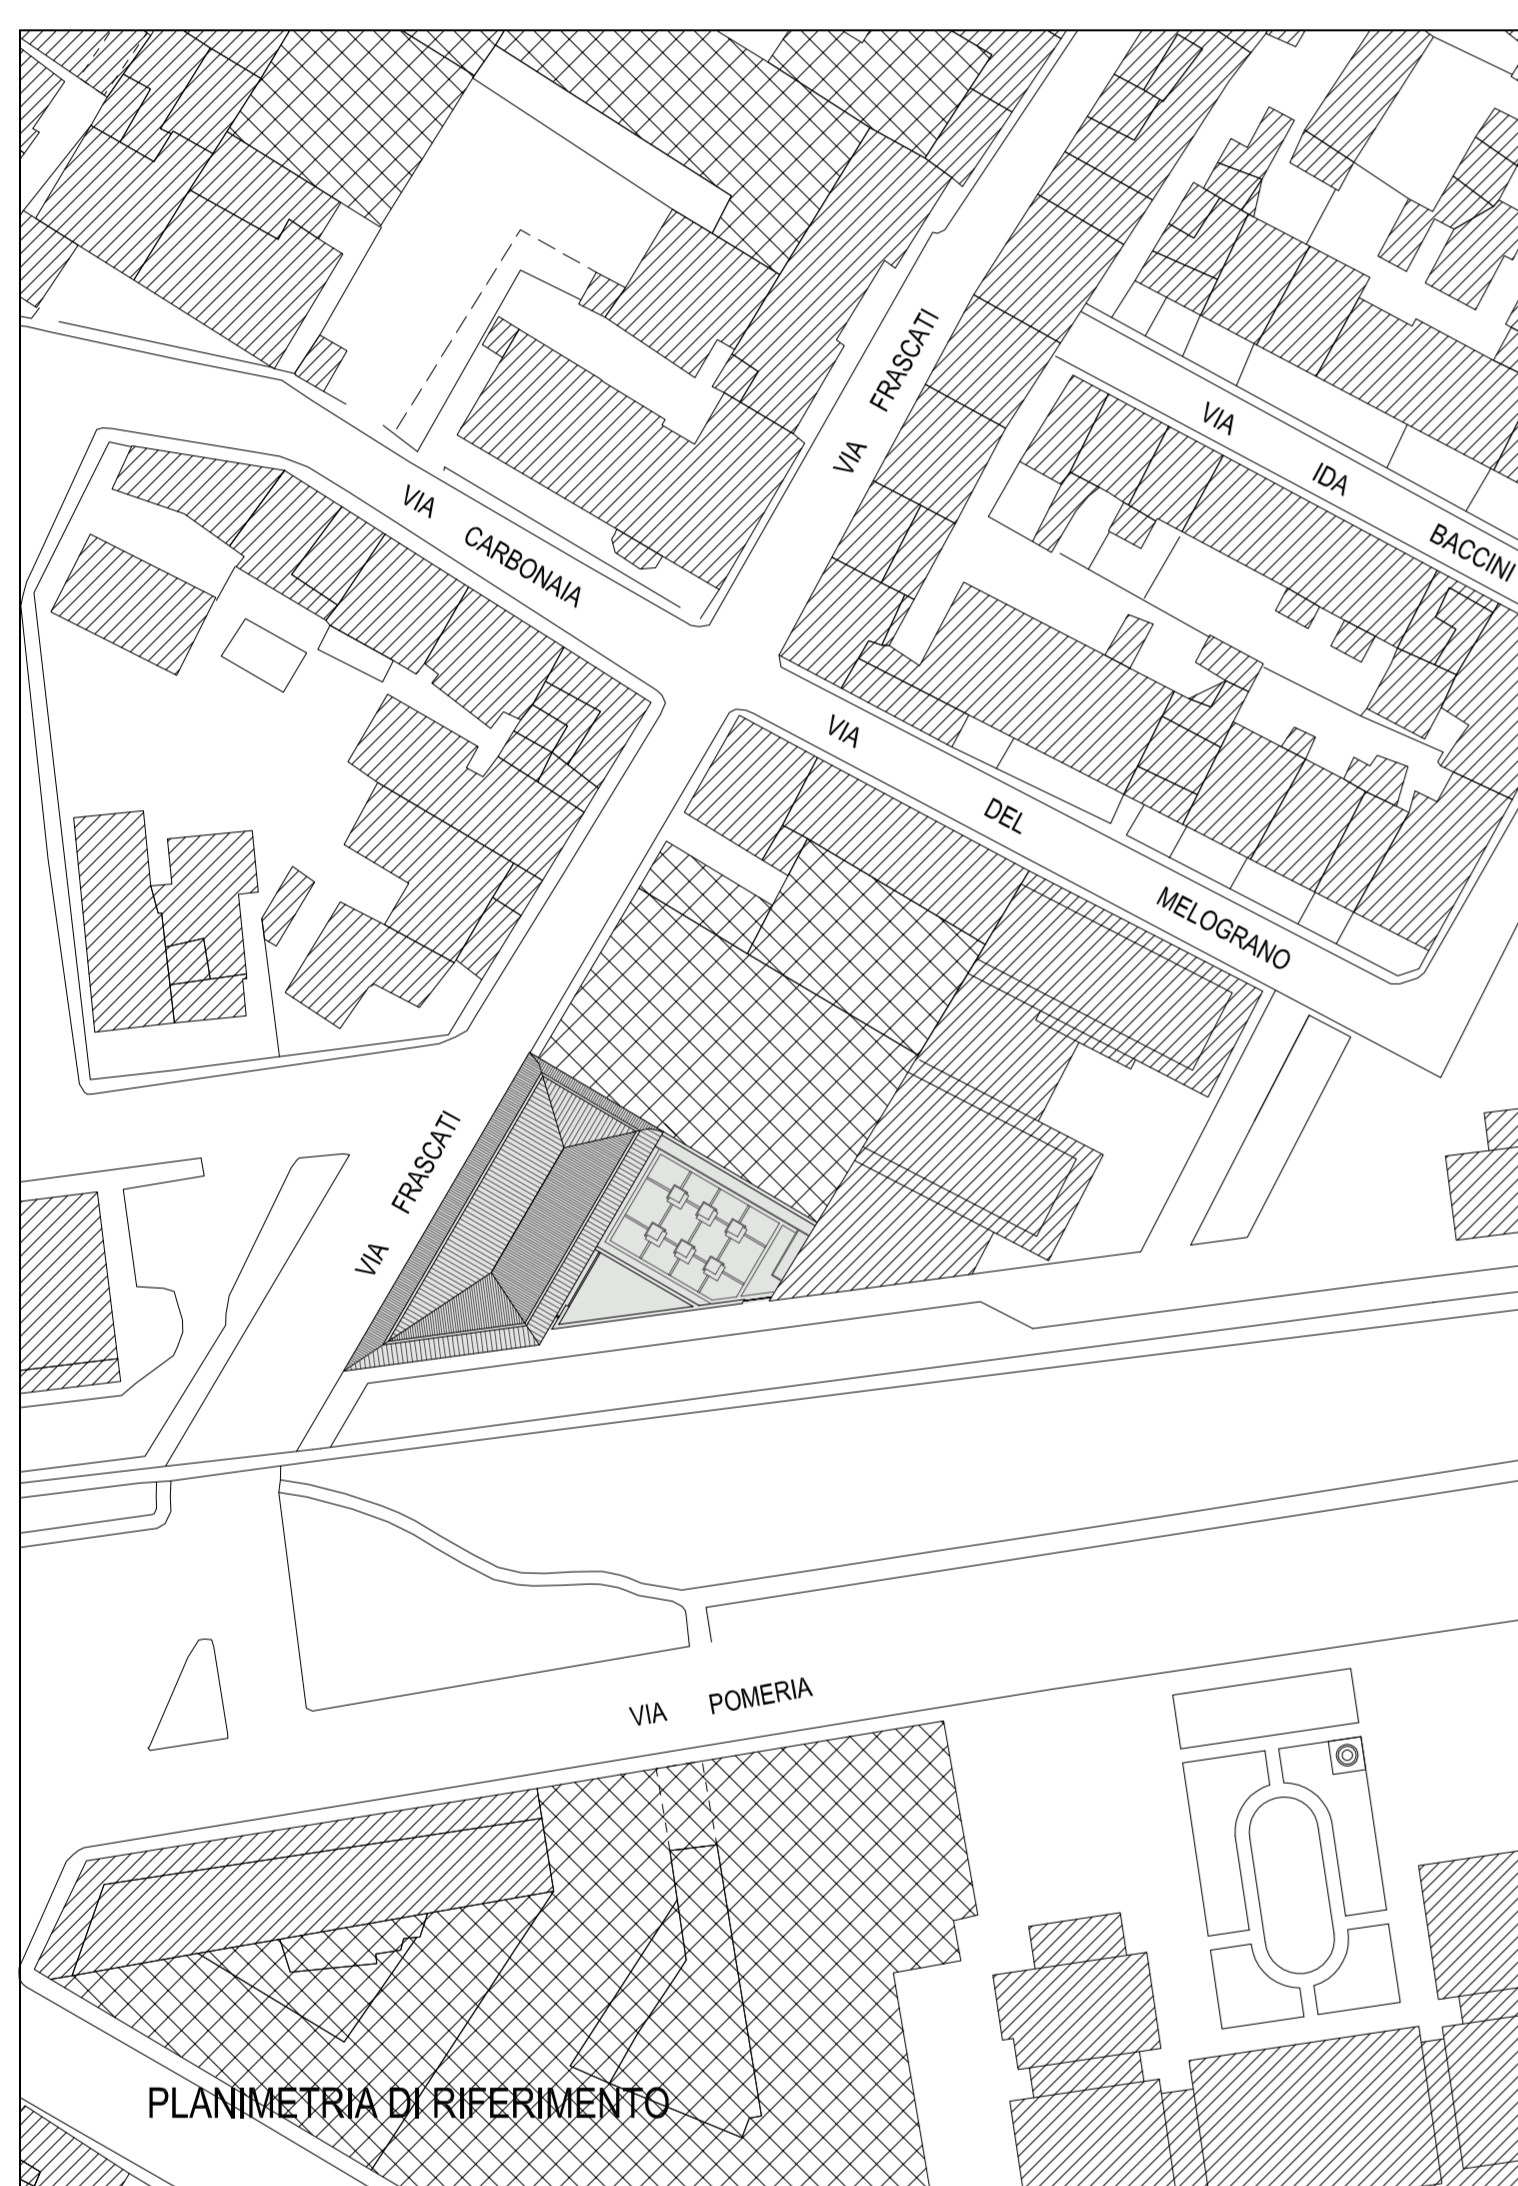 VIA FRASCATI
VIA IDA BACCINI
VIA CARBONAIA
VIA DEL MELOGRANO
VIA FRASCATI
VIA POMERIA
PLANIMETRIA DI RIFERIMENTO